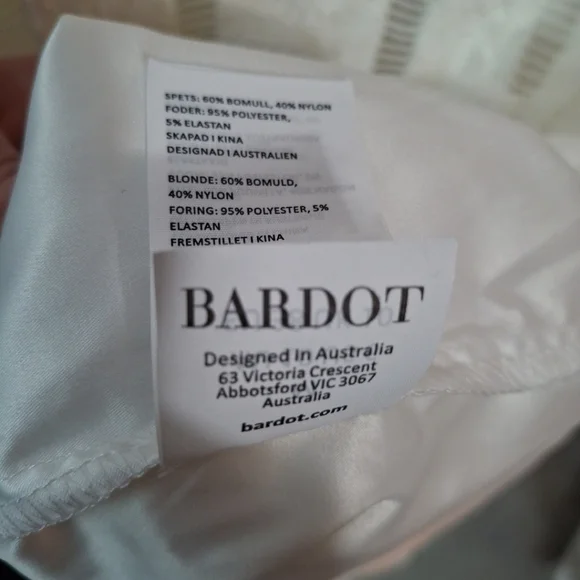 SPETS: 60% BOMULL, 40% NYLON
FODER: 95% POLYESTER,
5% ELASTAN
SKAPAD I KINA
DESIGNAD I AUSTRALIEN
BLONDE: 60% BOMULD,
40% NYLON
FORING: 95% POLYESTER, 5%
ELASTAN
FREMSTILLET I KINA
BARDOT
Designed In Australia
63 Victoria Crescent
Abbotsford VIC 3067
Australia
bardot.com